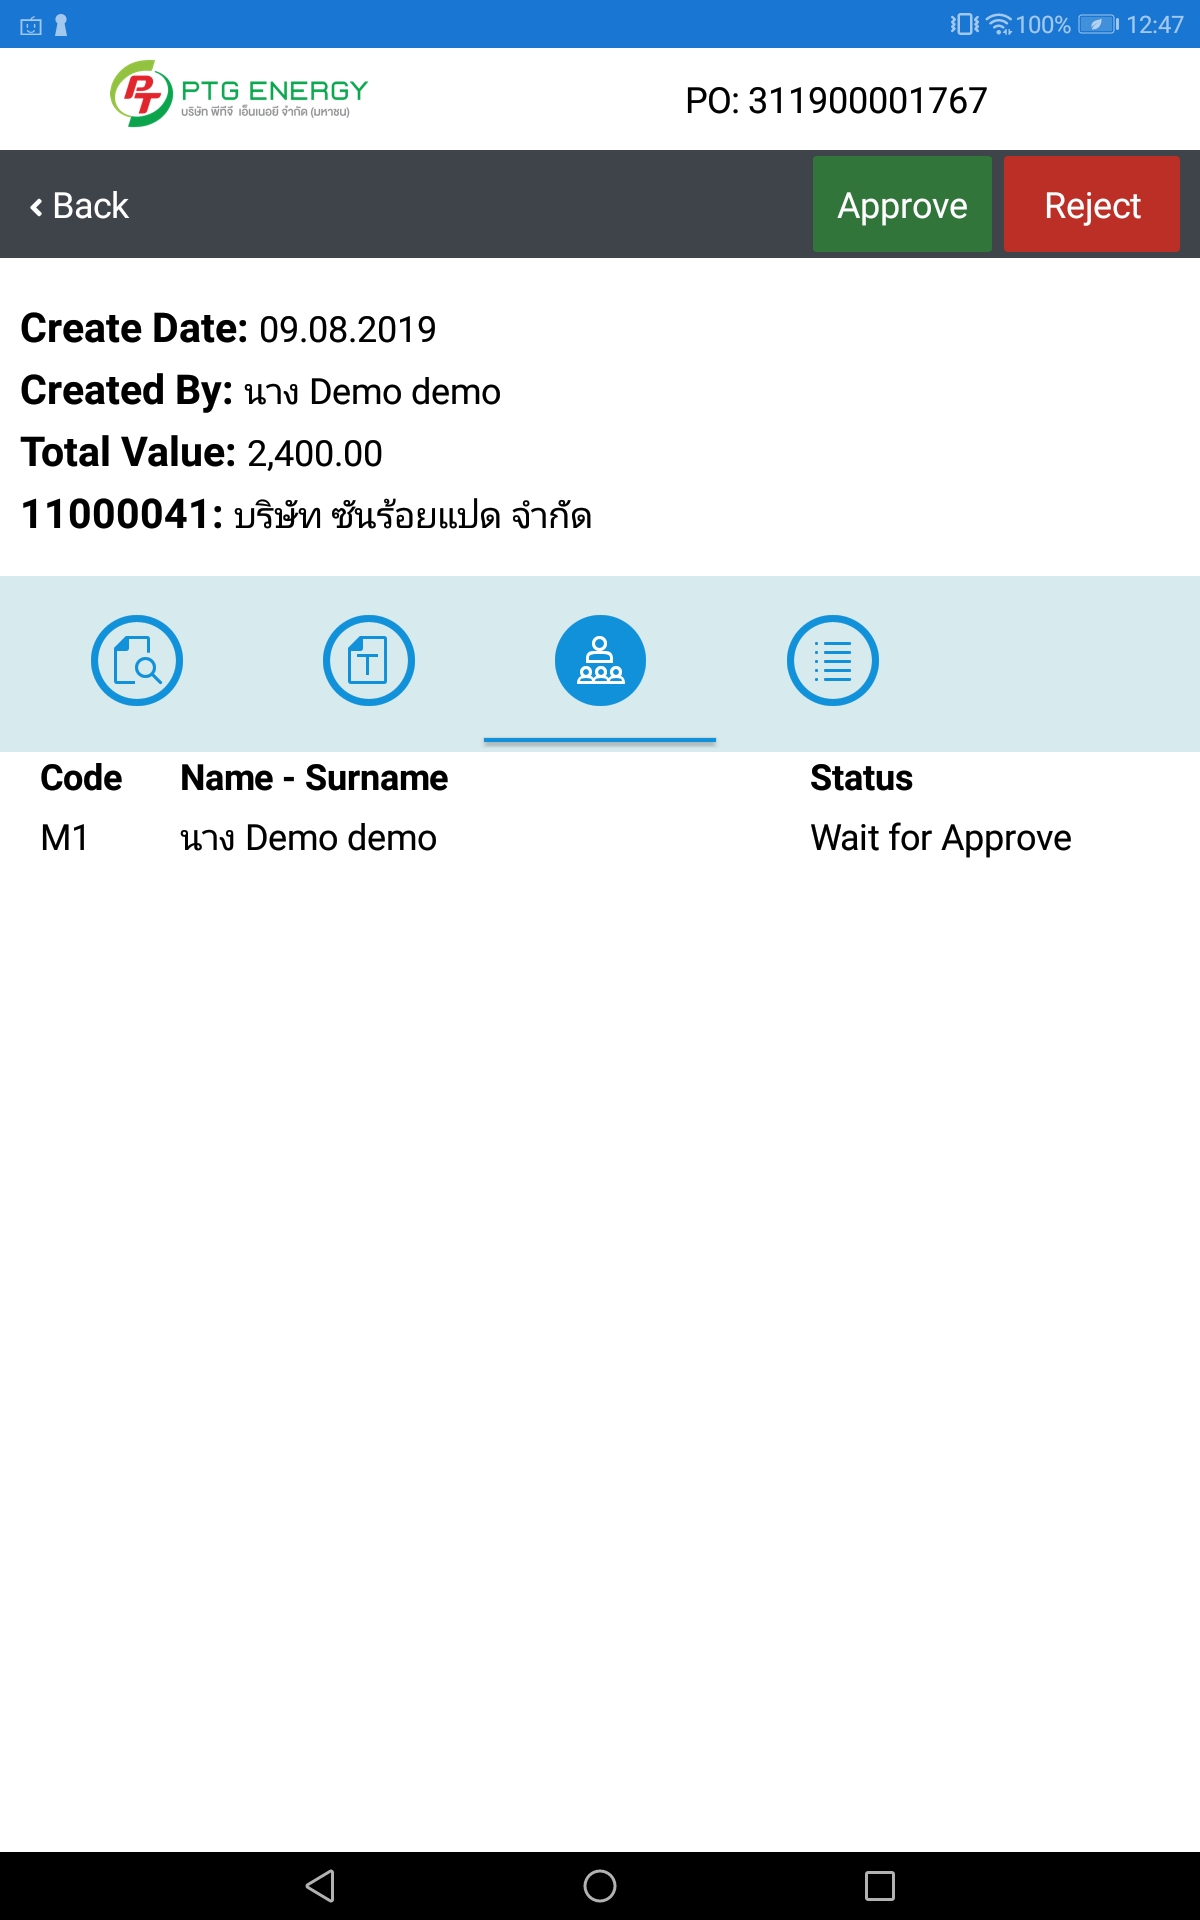 100% 12:47
PTG ENERGY
บริษัท พีทีจี เอ็นเนอยี จำกัด (มหาชน)
PO: 311900001767
Back
Approve
Reject
Create Date: 09.08.2019
Created By: นาง Demo demo
Total Value: 2,400.00
11000041: บริษัท ซันร้อยแปด จำกัด
Code Name - Surname Status
M1 นาง Demo demo Wait for Approve